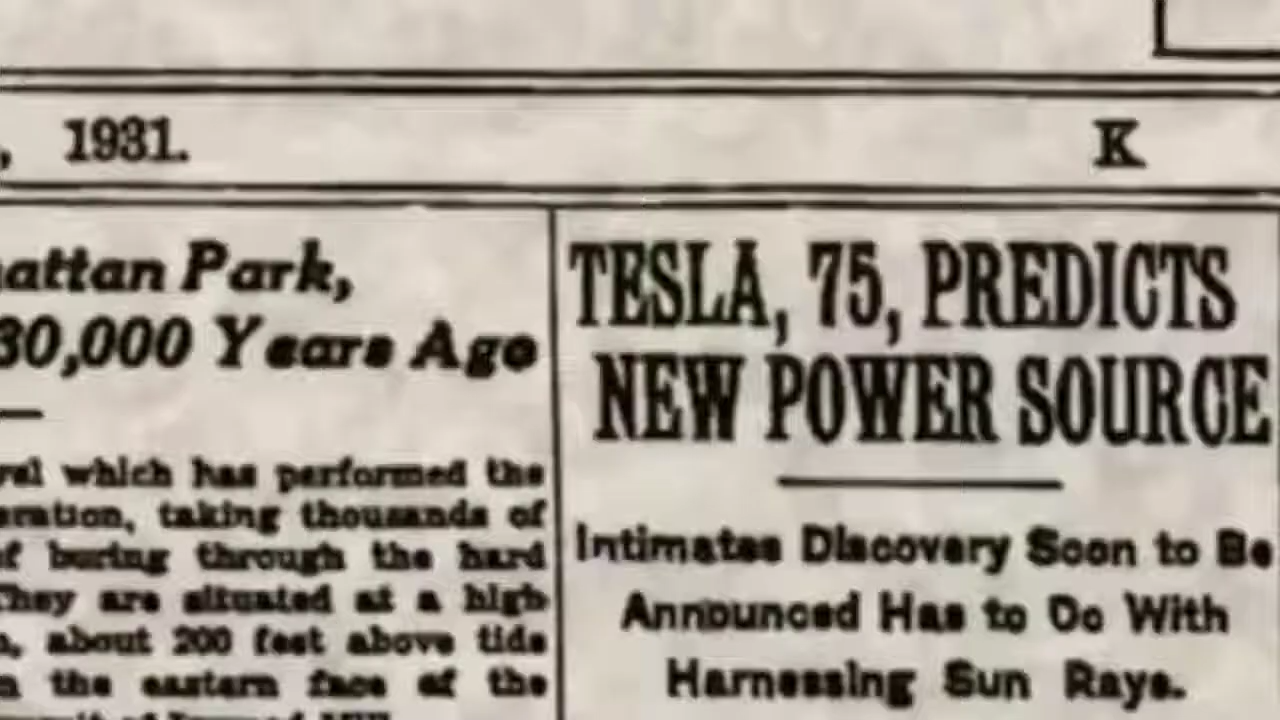 , 1931.
K
attan Park,
30,000 Years Ago
which has performed the
taking thousands of
boring through the hard
They are situated at a high
about 200 feet above tide
the eastern face of the
TESLA, 75, PREDICTS
NEW POWER SOURCE
Intimates Discovery Soon to Be
Announced Has to Do With
Harnessing Sun Rays.